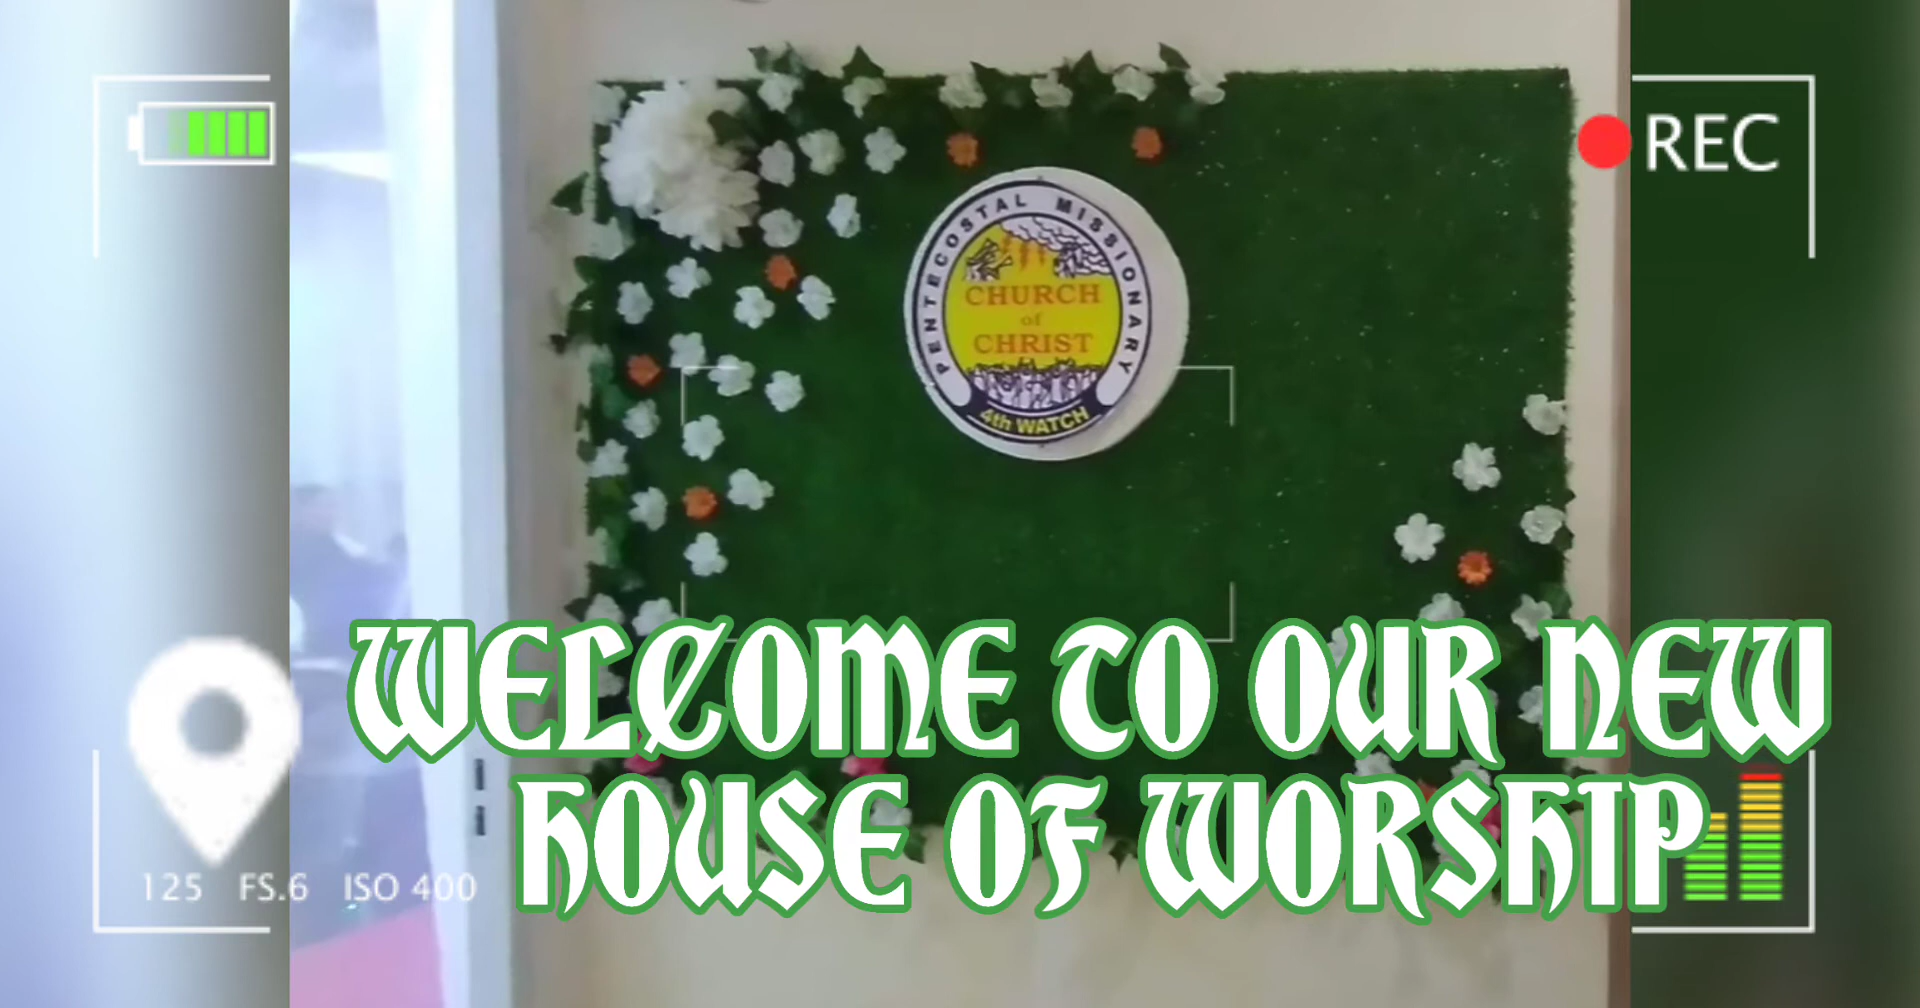 REC
PENTECOSTAL MISSIONARY
CHURCH
of
CHRIST
4th WATCH
WELCOME TO OUR NEW
HOUSE OF WORSHIP
125 FS.6 ISO 400